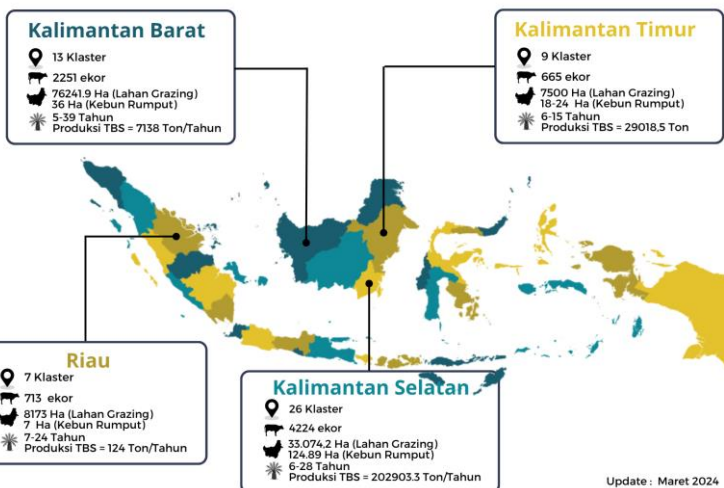 Kalimantan Barat
13 Klaster
2251 ekor
76241.9 Ha (Lahan Grazing)
36 Ha (Kebun Rumput)
5-39 Tahun
Produksi TBS = 7138 Ton/Tahun
Kalimantan Timur
9 Klaster
665 ekor
7500 Ha (Lahan Grazing)
18-24 Ha (Kebun Rumput)
6-15 Tahun
Produksi TBS = 29018,5 Ton
Riau
7 Klaster
713 ekor
8173 Ha (Lahan Grazing)
7 Ha (Kebun Rumput)
7-24 Tahun
Produksi TBS = 124 Ton/Tahun
Kalimantan Selatan
26 Klaster
4224 ekor
33.074,2 Ha (Lahan Grazing)
124.89 Ha (Kebun Rumput)
6-28 Tahun
Produksi TBS = 202903.3 Ton/Tahun
Update : Maret 2024